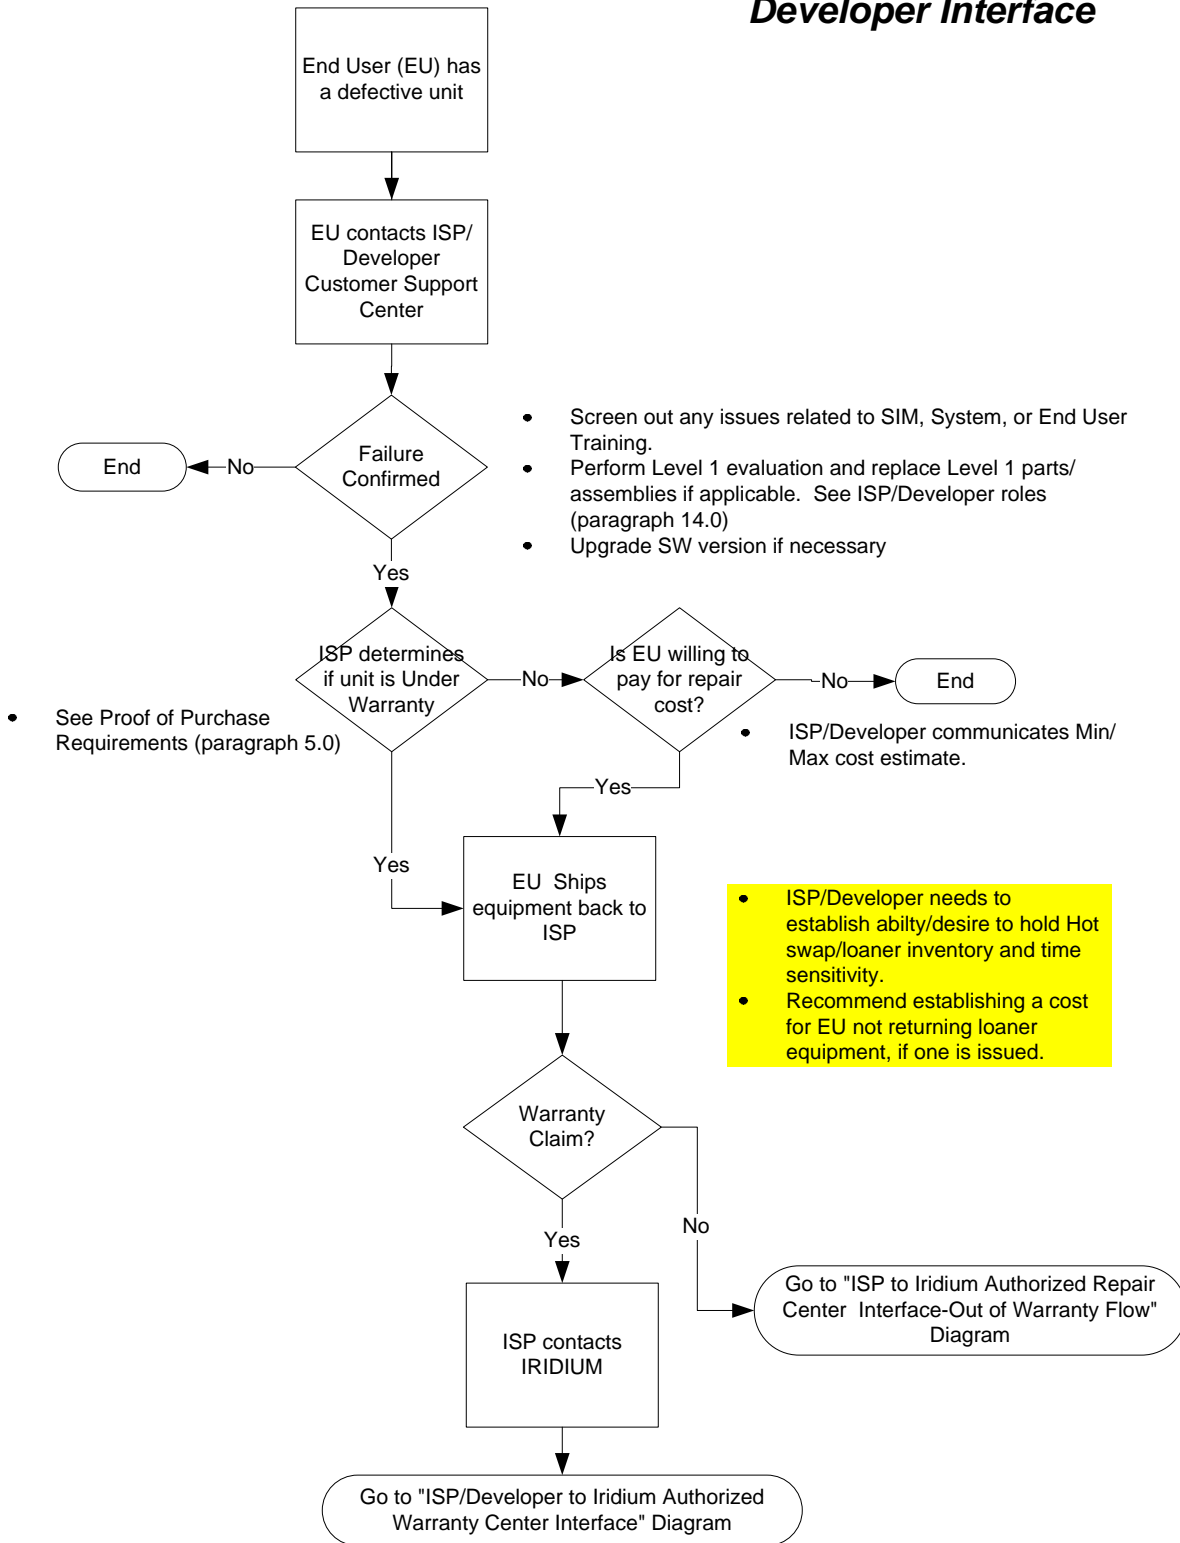 Developer Interface
End User (EU) has
a defective unit
EU contacts ISP/
Developer
Customer Support
Center
Failure
Confirmed
No
End
• Screen out any issues related to SIM, System, or End User
Training.
• Perform Level 1 evaluation and replace Level 1 parts/
assemblies if applicable.  See ISP/Developer roles
(paragraph 14.0)
• Upgrade SW version if necessary
Yes
ISP determines
if unit is Under
Warranty
No
Is EU willing to
pay for repair
cost?
No
End
• See Proof of Purchase
Requirements (paragraph 5.0)
• ISP/Developer communicates Min/
Max cost estimate.
Yes
Yes
EU  Ships
equipment back to
ISP
• ISP/Developer needs to
establish abilty/desire to hold Hot
swap/loaner inventory and time
sensitivity.
• Recommend establishing a cost
for EU not returning loaner
equipment, if one is issued.
Warranty
Claim?
No
Yes
Go to "ISP to Iridium Authorized Repair
Center  Interface-Out of Warranty Flow"
Diagram
ISP contacts
IRIDIUM
Go to "ISP/Developer to Iridium Authorized
Warranty Center Interface" Diagram